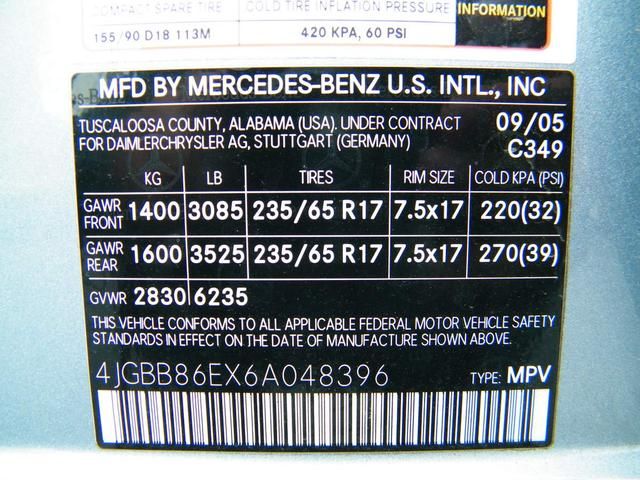 COMPACT SPARE TIRE COLD TIRE INFLATION PRESSURE INFORMATION
155/90 D18 113M 420 KPA, 60 PSI
MFD BY MERCEDES-BENZ U.S. INTL., INC
TUSCALOOSA COUNTY, ALABAMA (USA). UNDER CONTRACT 09/05
FOR DAIMLERCHRYSLER AG, STUTTGART (GERMANY) C349
KG LB TIRES RIM SIZE COLD KPA (PSI)
GAWR FRONT 1400 3085 235/65 R17 7.5x17 220(32)
GAWR REAR 1600 3525 235/65 R17 7.5x17 270(39)
GVWR 2830 6235
THIS VEHICLE CONFORMS TO ALL APPLICABLE FEDERAL MOTOR VEHICLE SAFETY
STANDARDS IN EFFECT ON THE DATE OF MANUFACTURE SHOWN ABOVE.
4JGBB86EX6A048396 TYPE: MPV